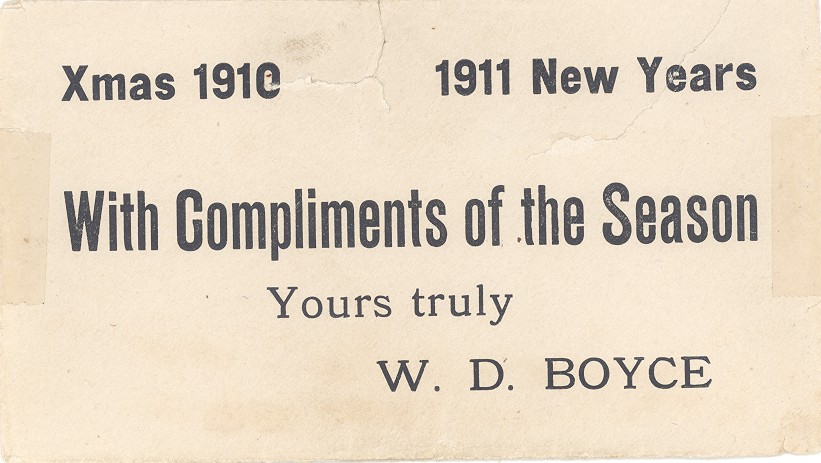 Xmas 1910 1911 New Years
With Compliments of the Season
Yours truly
W. D. BOYCE